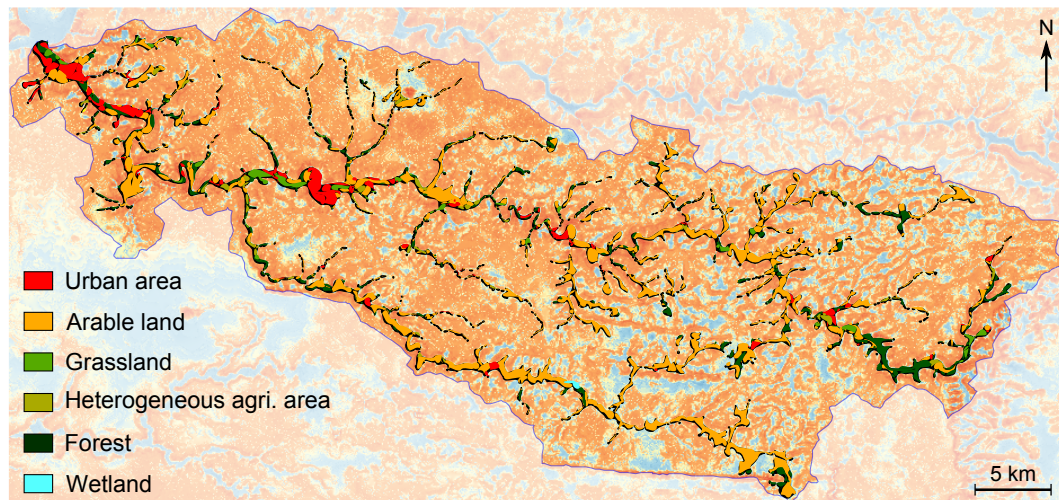 N
Urban area
Arable land
Grassland
Heterogeneous agri. area
Forest
Wetland
5 km